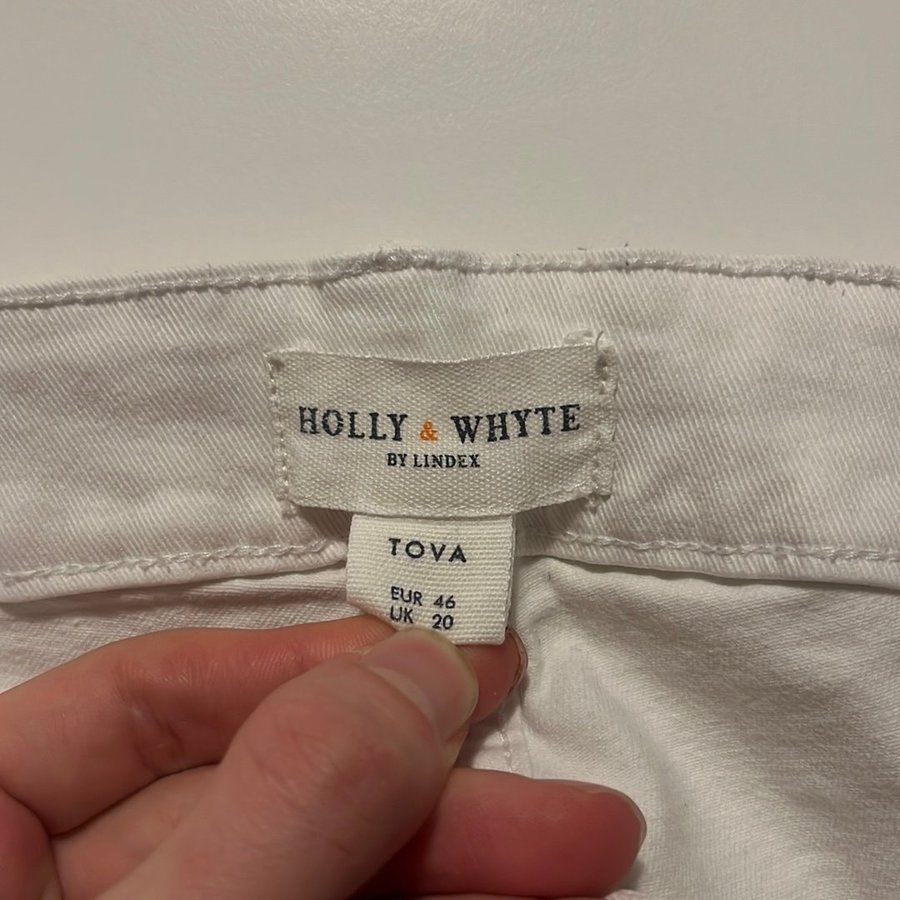 HOLLY & WHYTE
BY LINDEX
TOVA
EUR 46
UK 20